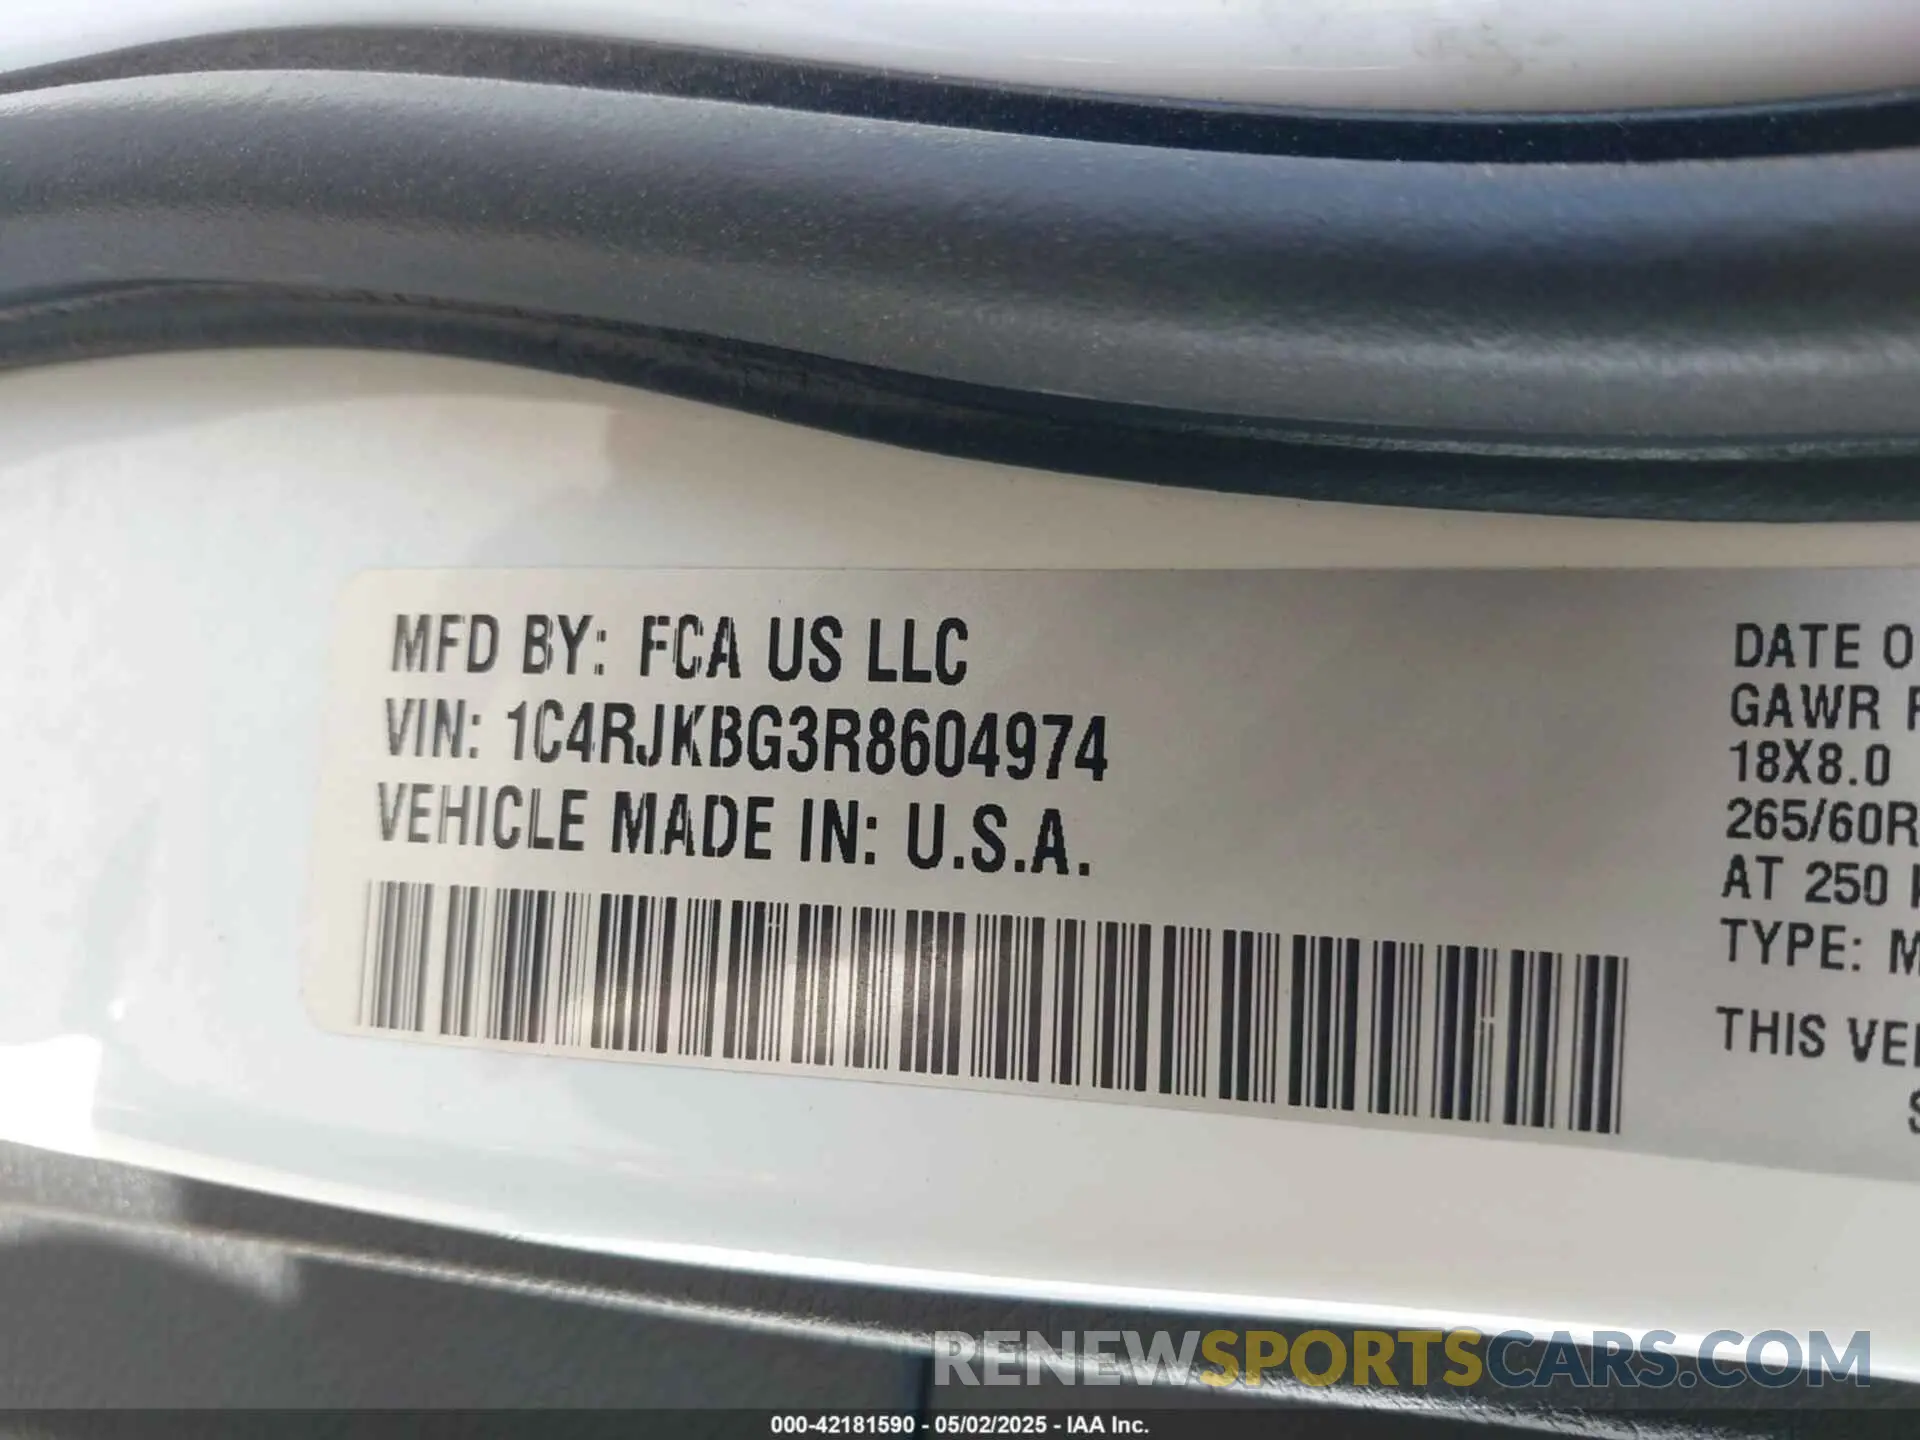 MFD BY: FCA US LLC
VIN: 1C4RJKBG3R8604974
VEHICLE MADE IN: U.S.A.
DATE O
GAWR
18X8.0
265/60R
AT 250
TYPE: M
THIS VE
S
RENEWSPORTSCARS.COM
000-42181590 - 05/02/2025 - IAA Inc.